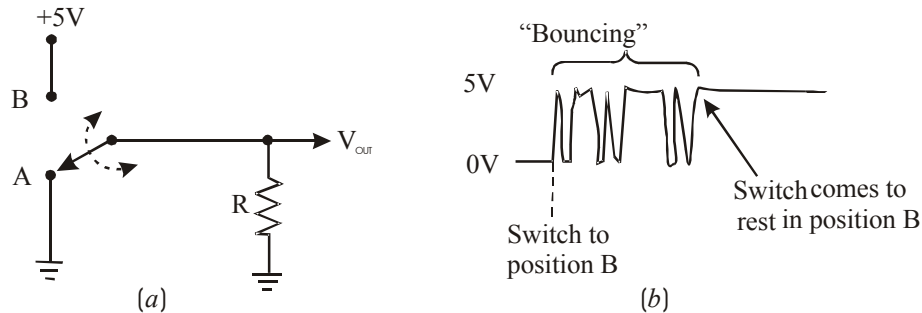 +5V
B
A
V_OUT
R
(a)
"Bouncing"
5V
0V
Switch to
position B
Switch comes to
rest in position B
(b)